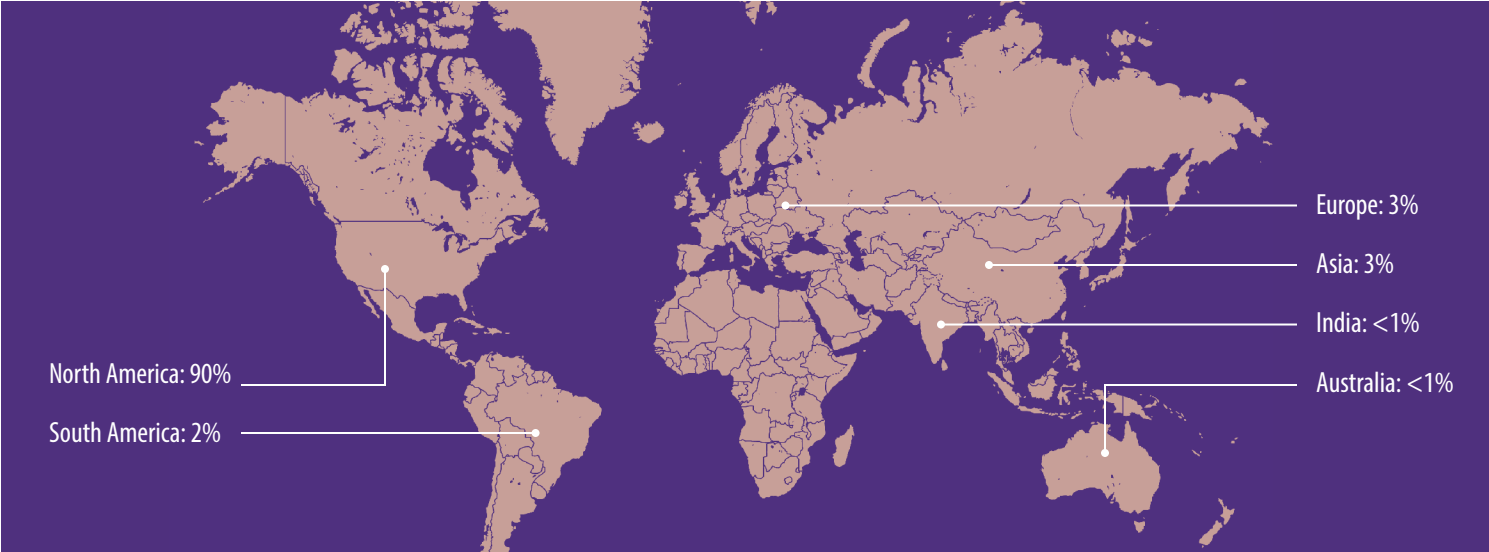 Europe: 3%
Asia: 3%
India: <1%
North America: 90%
Australia: <1%
South America: 2%